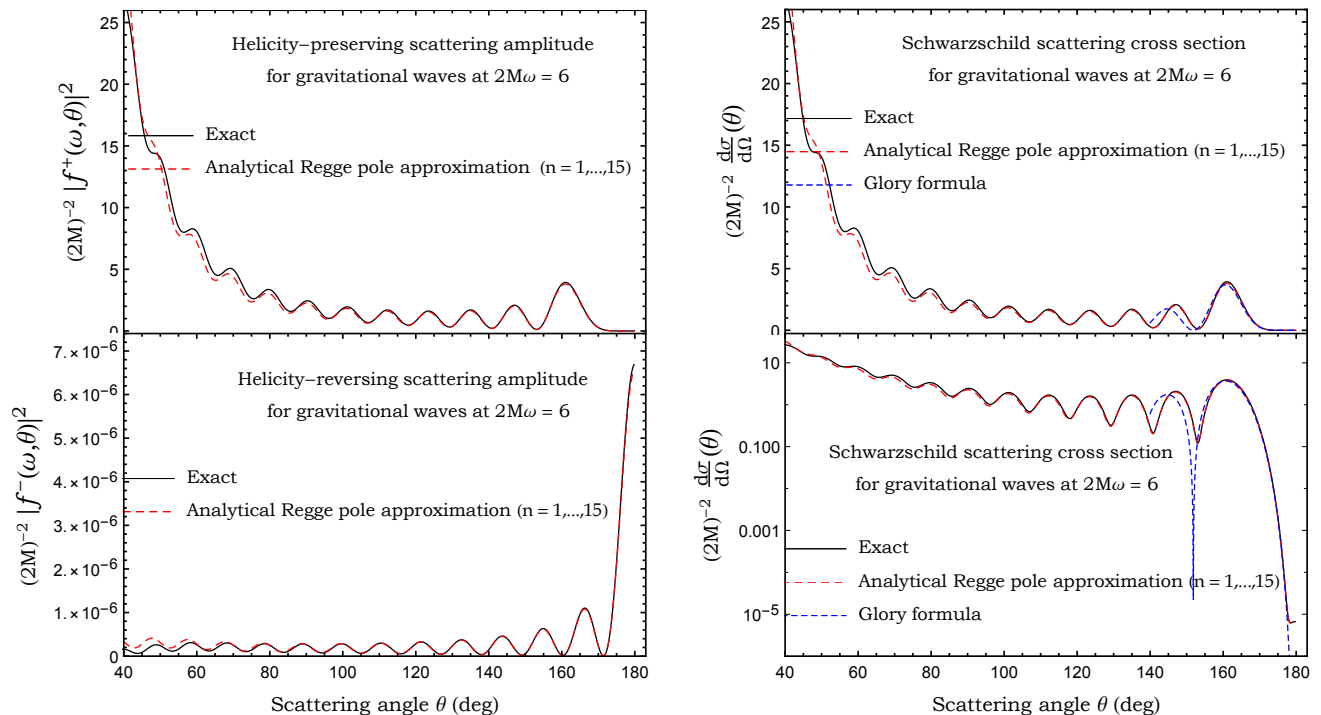 Helicity–preserving scattering amplitude
for gravitational waves at 2Mω = 6
Exact
Analytical Regge pole approximation (n = 1,...,15)
(2M)⁻² |f⁺(ω,θ)|²
25
20
15
10
5
0
Helicity–reversing scattering amplitude
for gravitational waves at 2Mω = 6
Exact
Analytical Regge pole approximation (n = 1,...,15)
(2M)⁻² |f⁻(ω,θ)|²
7. × 10⁻⁶
6. × 10⁻⁶
5. × 10⁻⁶
4. × 10⁻⁶
3. × 10⁻⁶
2. × 10⁻⁶
1. × 10⁻⁶
0
40 60 80 100 120 140 160 180
Scattering angle θ (deg)
Schwarzschild scattering cross section
for gravitational waves at 2Mω = 6
Exact
Analytical Regge pole approximation (n = 1,...,15)
Glory formula
(2M)⁻² dσ/dΩ(θ)
25
20
15
10
5
0
Schwarzschild scattering cross section
for gravitational waves at 2Mω = 6
Exact
Analytical Regge pole approximation (n = 1,...,15)
Glory formula
(2M)⁻² dσ/dΩ(θ)
10
0.100
0.001
10⁻⁵
40 60 80 100 120 140 160 180
Scattering angle θ (deg)